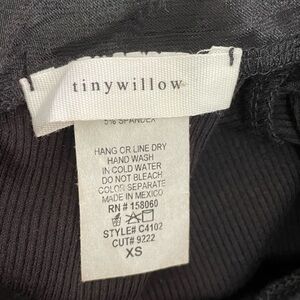 tinywillow
5% SPANDEX
HANG OR LINE DRY
HAND WASH
IN COLD WATER
DO NOT BLEACH
COLOR SEPARATE
MADE IN MEXICO
RN # 158060
STYLE# C4102
CUT# 9222
XS